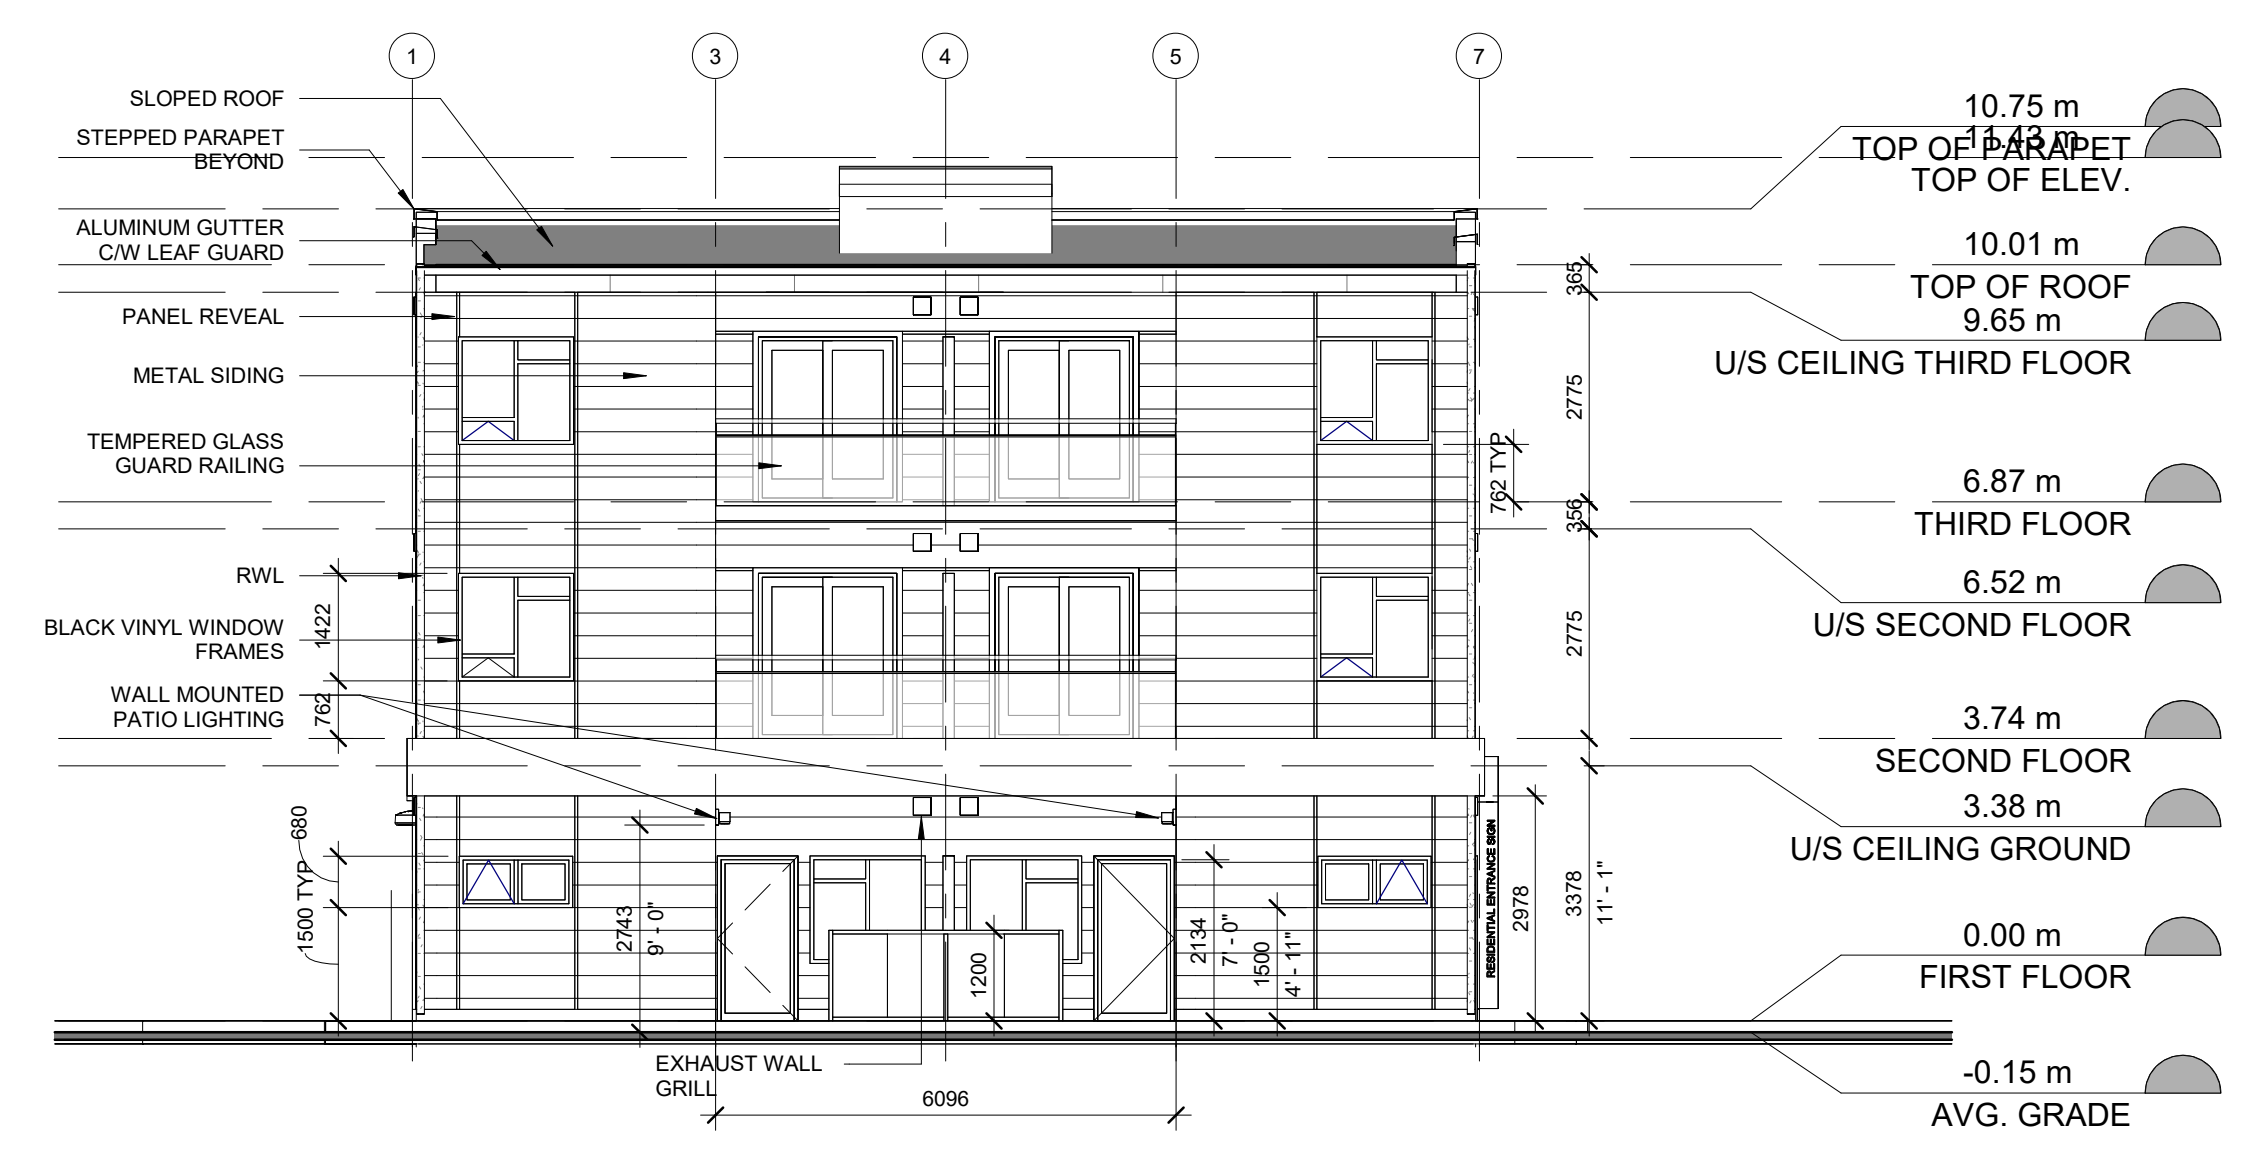 1
3
4
5
7
SLOPED ROOF
STEPPED PARAPET
BEYOND
ALUMINUM GUTTER
C/W LEAF GUARD
PANEL REVEAL
METAL SIDING
TEMPERED GLASS
GUARD RAILING
RWL
BLACK VINYL WINDOW
FRAMES
WALL MOUNTED
PATIO LIGHTING
1422
762
680
1500 TYP
2743
9' - 0"
EXHAUST WALL
GRILL
6096
1200
2134
7' - 0"
1500
4' - 11"
RESIDENTIAL ENTRANCE SIGN
2978
3378
11' - 1"
762 TYP
365
2775
356
2775
10.75 m
TOP OF PARAPET
11.43 m
TOP OF ELEV.
10.01 m
TOP OF ROOF
9.65 m
U/S CEILING THIRD FLOOR
6.87 m
THIRD FLOOR
6.52 m
U/S SECOND FLOOR
3.74 m
SECOND FLOOR
3.38 m
U/S CEILING GROUND
0.00 m
FIRST FLOOR
-0.15 m
AVG. GRADE